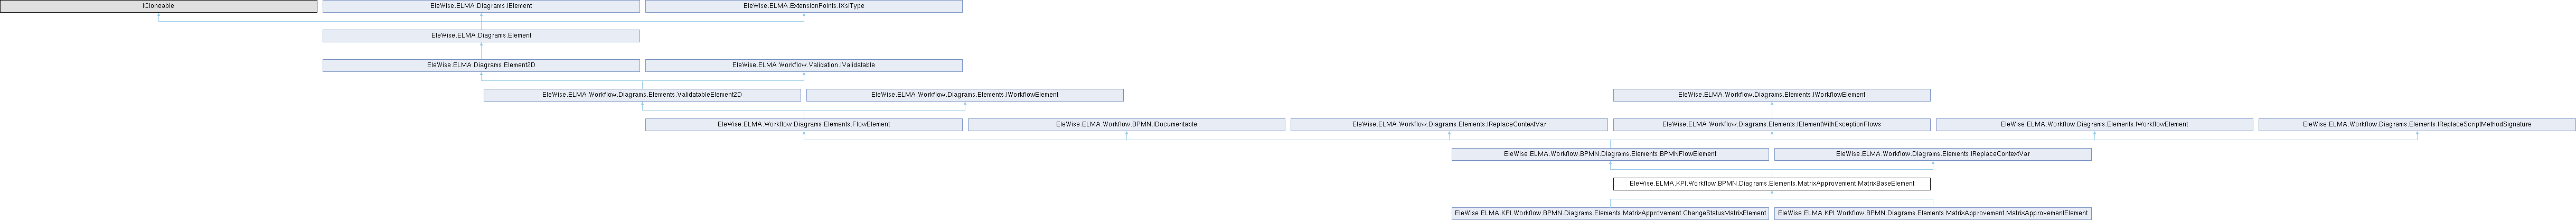 ICloneable
EleWise.ELMA.Diagrams.IElement
EleWise.ELMA.ExtensionPoints.IXsiType
EleWise.ELMA.Diagrams.Element
EleWise.ELMA.Diagrams.Element2D
EleWise.ELMA.Workflow.Validation.IValidatable
EleWise.ELMA.Workflow.Diagrams.Elements.ValidatableElement2D
EleWise.ELMA.Workflow.Diagrams.Elements.IWorkflowElement
EleWise.ELMA.Workflow.Diagrams.Elements.IWorkflowElement
EleWise.ELMA.Workflow.Diagrams.Elements.FlowElement
EleWise.ELMA.Workflow.BPMN.IDocumentable
EleWise.ELMA.Workflow.Diagrams.Elements.IReplaceContextVar
EleWise.ELMA.Workflow.Diagrams.Elements.IElementWithExceptionFlows
EleWise.ELMA.Workflow.Diagrams.Elements.IWorkflowElement
EleWise.ELMA.Workflow.Diagrams.Elements.IReplaceScriptMethodSignature
EleWise.ELMA.Workflow.BPMN.Diagrams.Elements.BPMNFlowElement
EleWise.ELMA.Workflow.Diagrams.Elements.IReplaceContextVar
EleWise.ELMA.KPI.Workflow.BPMN.Diagrams.Elements.MatrixApprovement.MatrixBaseElement
EleWise.ELMA.KPI.Workflow.BPMN.Diagrams.Elements.MatrixApprovement.ChangeStatusMatrixElement
EleWise.ELMA.KPI.Workflow.BPMN.Diagrams.Elements.MatrixApprovement.MatrixApprovementElement